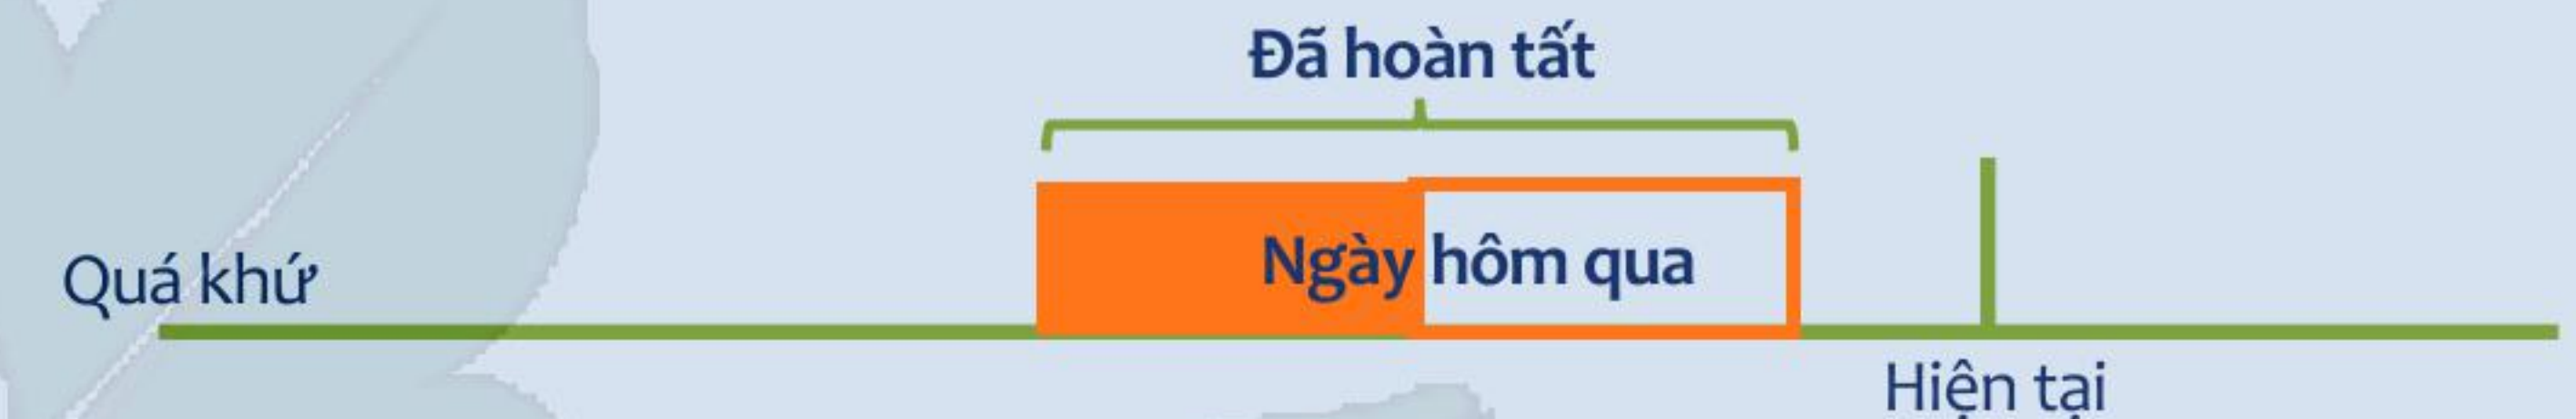 Đã hoàn tất
Ngày hôm qua
Quá khứ
Hiện tại